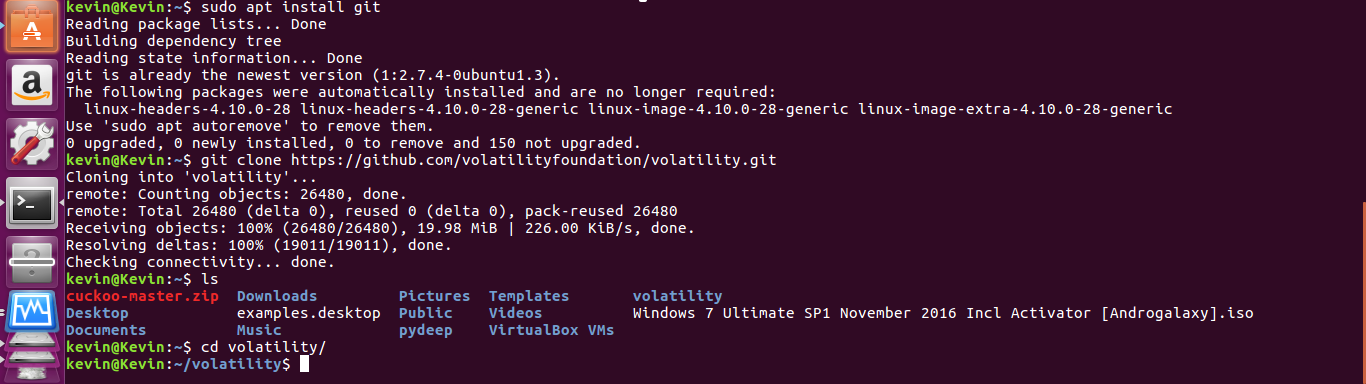 kevin@Kevin:~$ sudo apt install git
Reading package lists... Done
Building dependency tree
Reading state information... Done
git is already the newest version (1:2.7.4-0ubuntu1.3).
The following packages were automatically installed and are no longer required:
  linux-headers-4.10.0-28 linux-headers-4.10.0-28-generic linux-image-4.10.0-28-generic linux-image-extra-4.10.0-28-generic
Use 'sudo apt autoremove' to remove them.
0 upgraded, 0 newly installed, 0 to remove and 150 not upgraded.
kevin@Kevin:~$ git clone https://github.com/volatilityfoundation/volatility.git
Cloning into 'volatility'...
remote: Counting objects: 26480, done.
remote: Total 26480 (delta 0), reused 0 (delta 0), pack-reused 26480
Receiving objects: 100% (26480/26480), 19.98 MiB | 226.00 KiB/s, done.
Resolving deltas: 100% (19011/19011), done.
Checking connectivity... done.
kevin@Kevin:~$ ls
cuckoo-master.zip  Downloads         Pictures  Templates       volatility
Desktop            examples.desktop  Public    Videos          Windows 7 Ultimate SP1 November 2016 Incl Activator [Androgalaxy].iso
Documents          Music             pydeep    VirtualBox VMs
kevin@Kevin:~$ cd volatility/
kevin@Kevin:~/volatility$